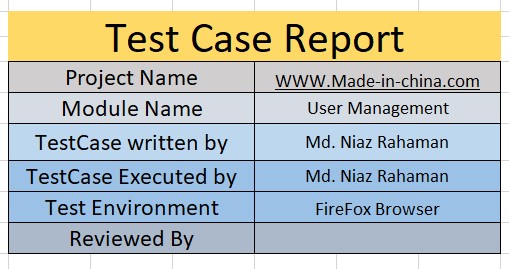 Test Case Report
Project Name WWW.Made-in-china.com
Module Name User Management
TestCase written by Md. Niaz Rahaman
TestCase Executed by Md. Niaz Rahaman
Test Environment FireFox Browser
Reviewed By